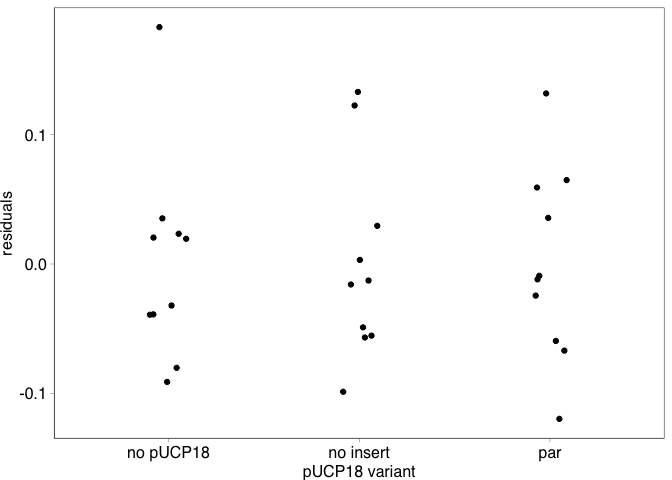 residuals
0.1
0.0
-0.1
no pUCP18
no insert
par
pUCP18 variant